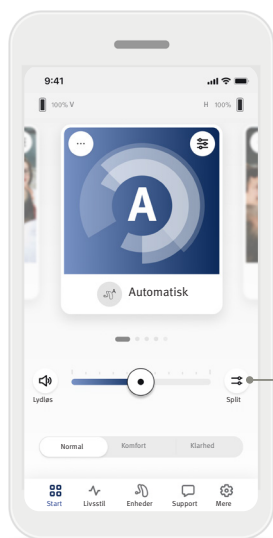 9:41
100% V
H 100%
A
Automatisk
A
Lydløs
Split
Normal
Komfort
Klarhed
Start
Livsstil
Enheder
Support
Mere